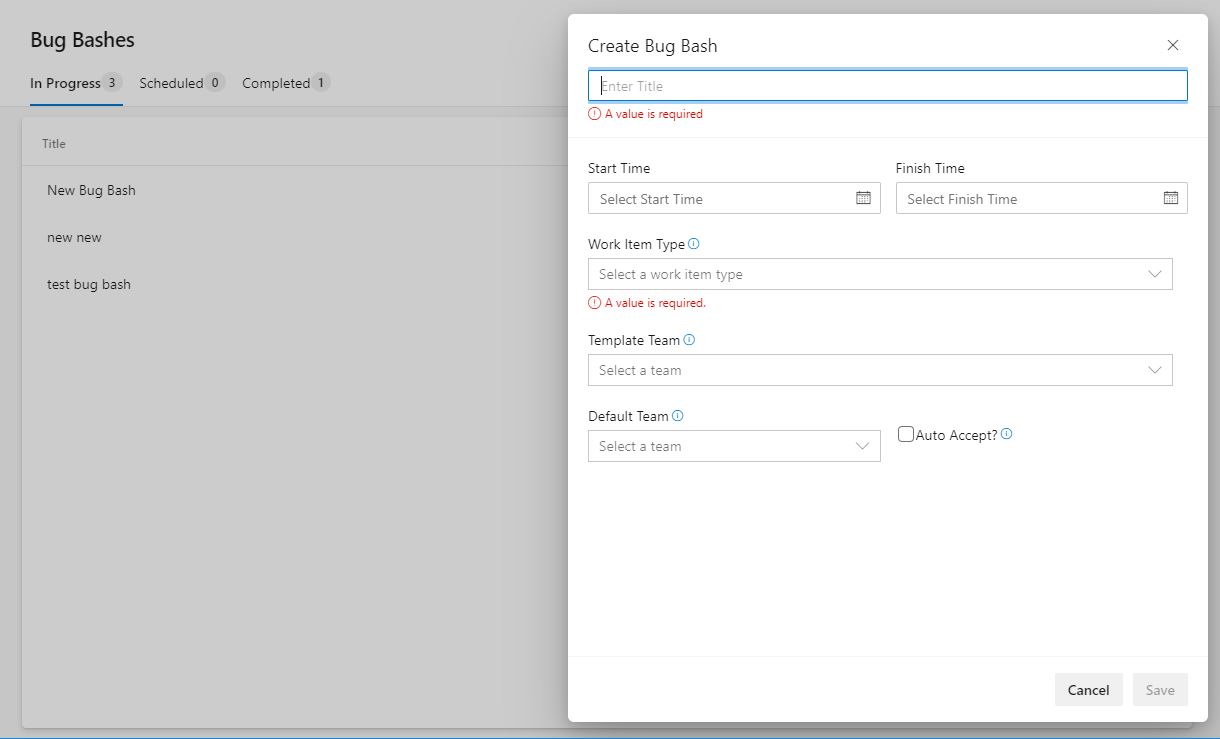 Bug Bashes
In Progress 3 Scheduled 0 Completed 1
Title
New Bug Bash
new new
test bug bash
Create Bug Bash
Enter Title
A value is required
Start Time Finish Time
Select Start Time Select Finish Time
Work Item Type
Select a work item type
A value is required.
Template Team
Select a team
Default Team
Select a team Auto Accept?
Cancel Save